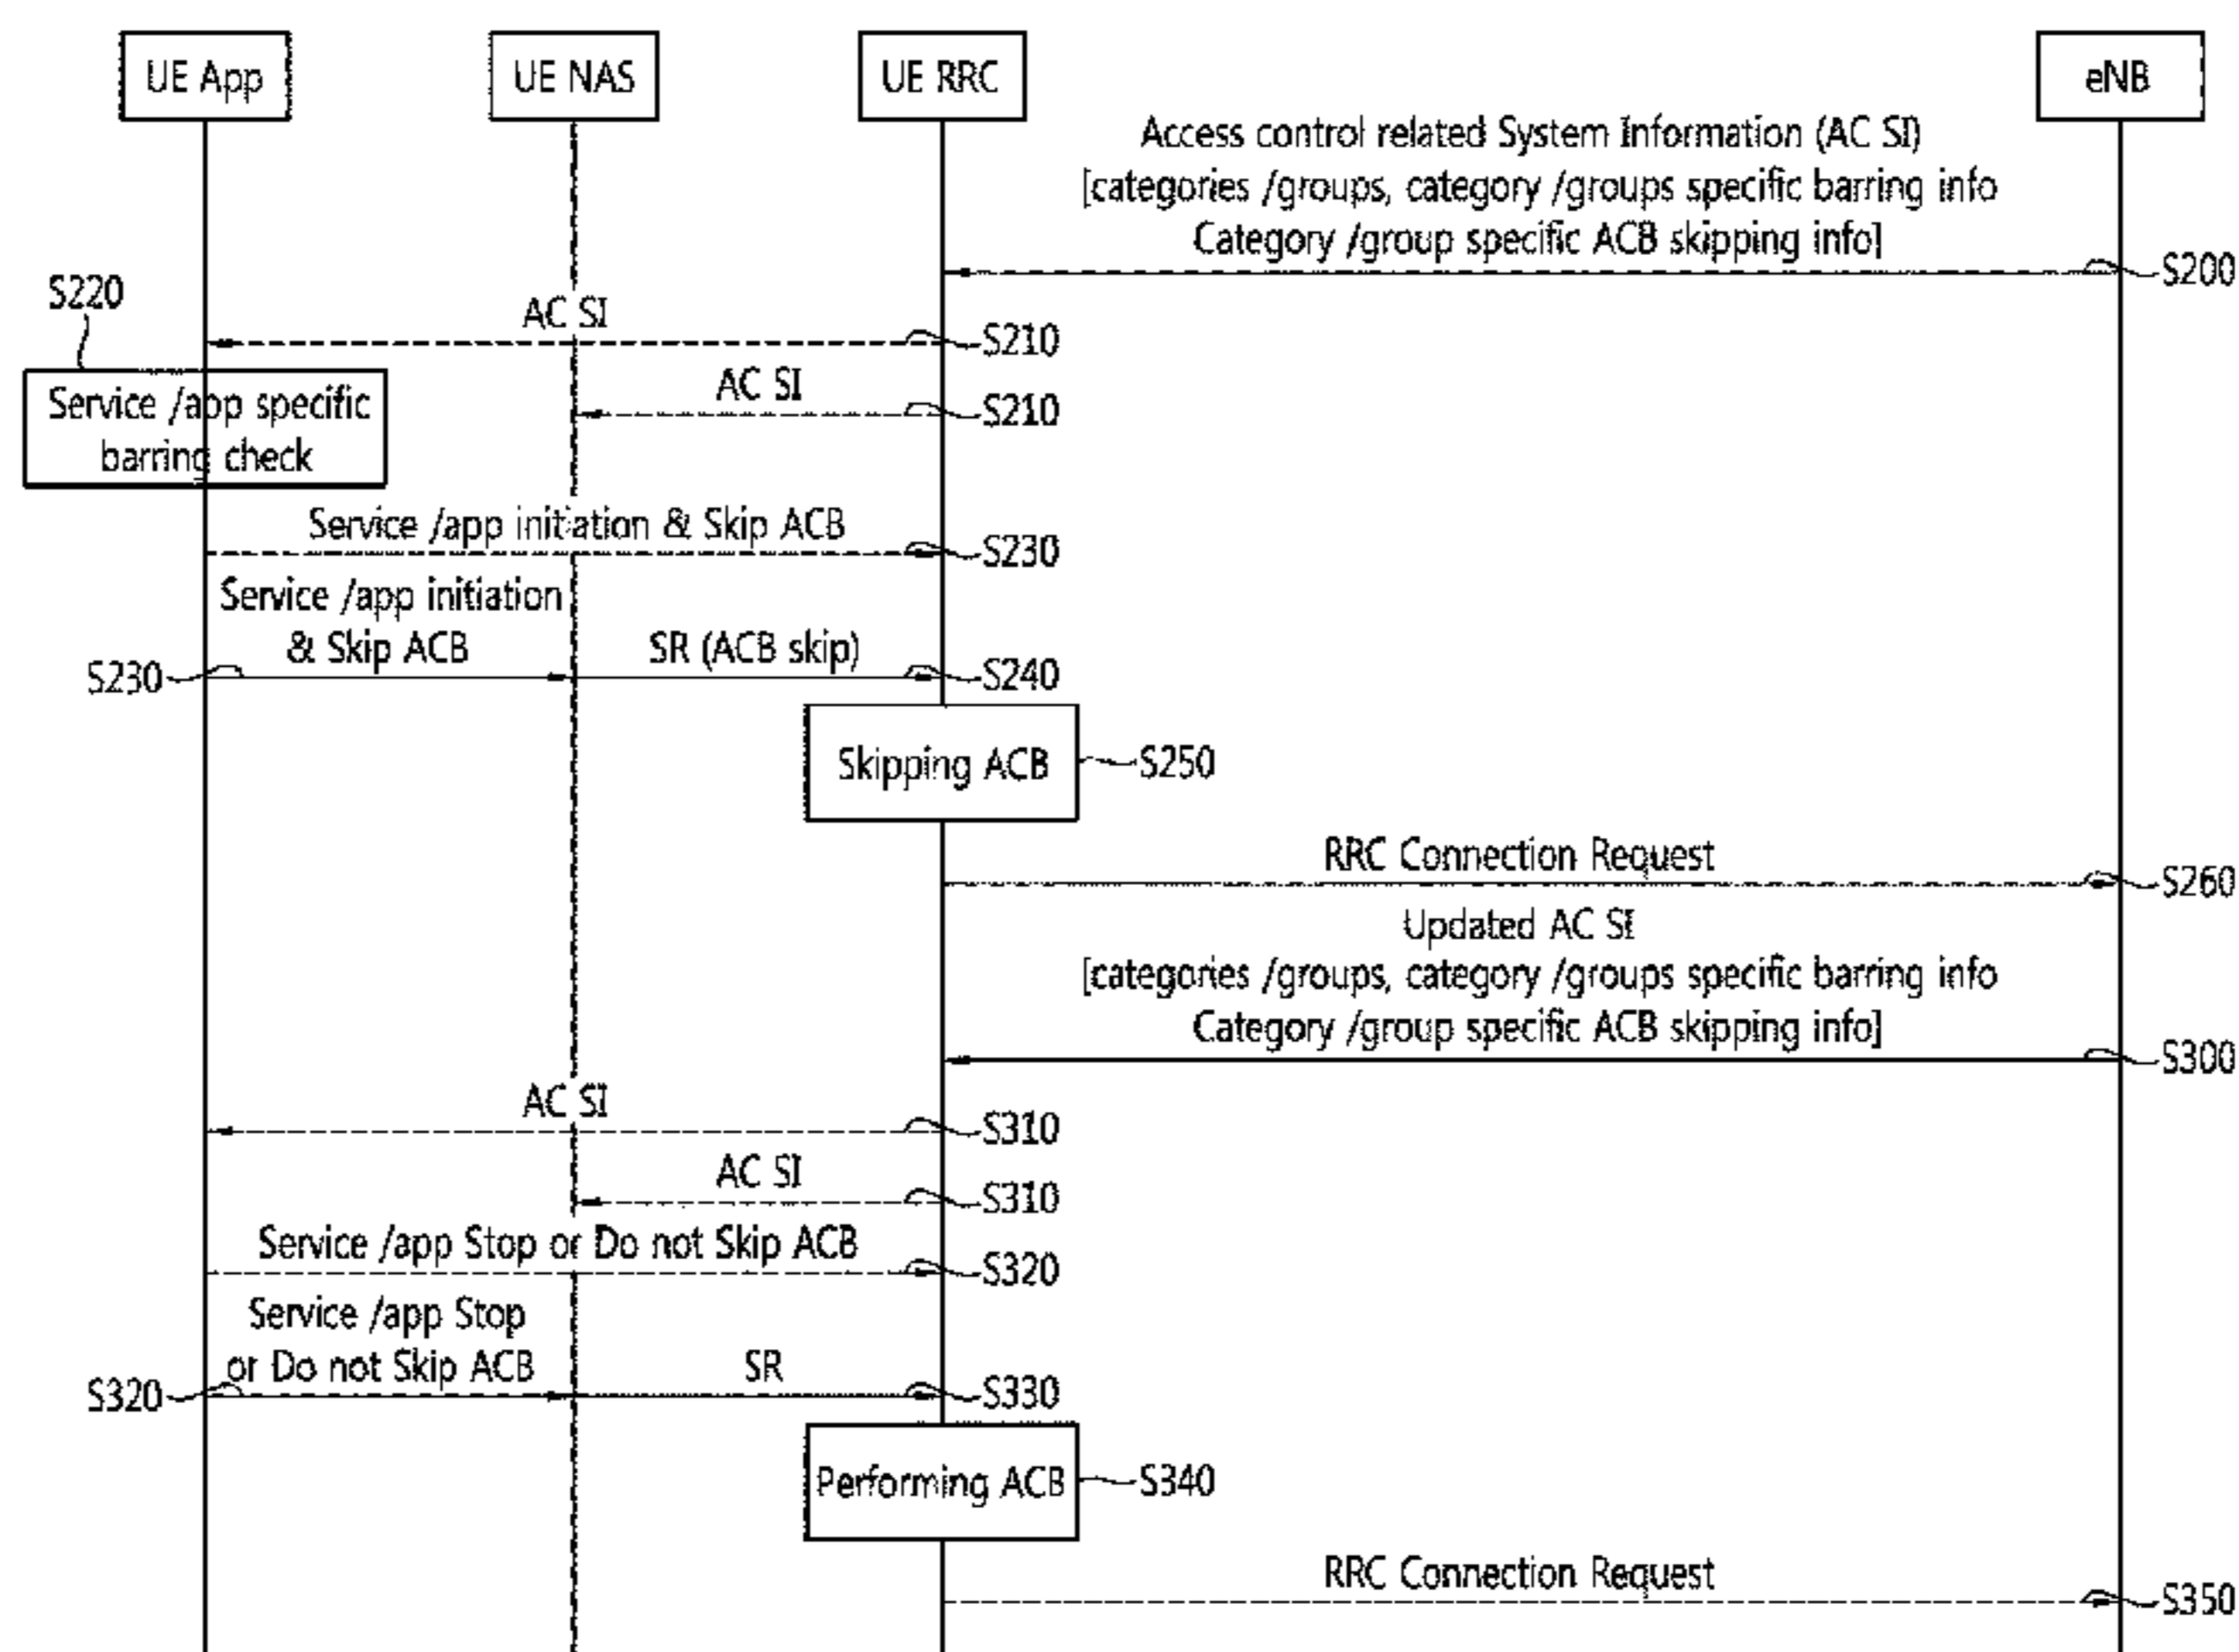 UE App
UE NAS
UE RRC
eNB
Access control related System Information (AC SI)
[categories /groups, category /groups specific barring info
Category /group specific ACB skipping info]
S200
S220
AC SI
S210
Service /app specific
barring check
AC SI
S210
Service /app initiation & Skip ACB
S230
Service /app initiation
& Skip ACB
SR (ACB skip)
S230
S240
Skipping ACB
S250
RRC Connection Request
S260
Updated AC SI
[categories /groups, category /groups specific barring info
Category /group specific ACB skipping info]
S300
AC SI
S310
AC SI
S310
Service /app Stop or Do not Skip ACB
S320
Service /app Stop
or Do not Skip ACB
SR
S320
S330
Performing ACB
S340
RRC Connection Request
S350